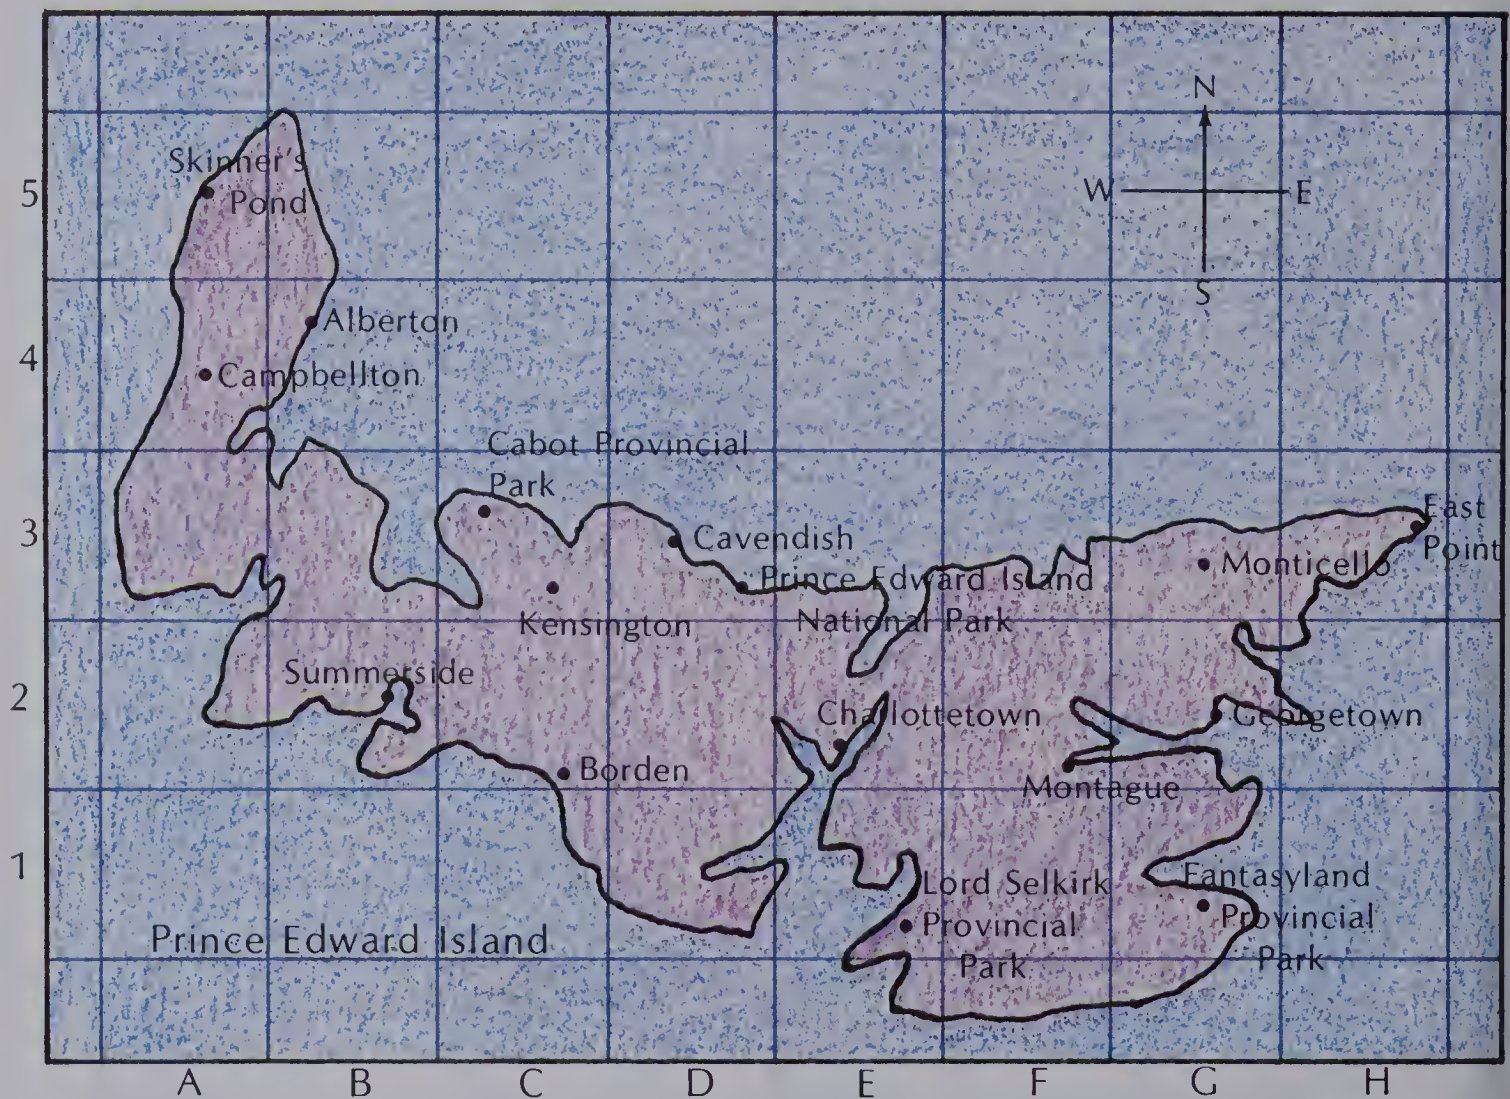 N
W
E
S
5
Skinner's
Pond
4
Alberton
Campbellton
Cabot Provincial
Park
3
Cavendish
East
Point
Monticello
Prince Edward Island
National Park
Kensington
2
Summerside
Charlottetown
Georgetown
Borden
Montague
1
Lord Selkirk
Provincial
Park
Fantasyland
Provincial
Park
Prince Edward Island
A B C D E F G H